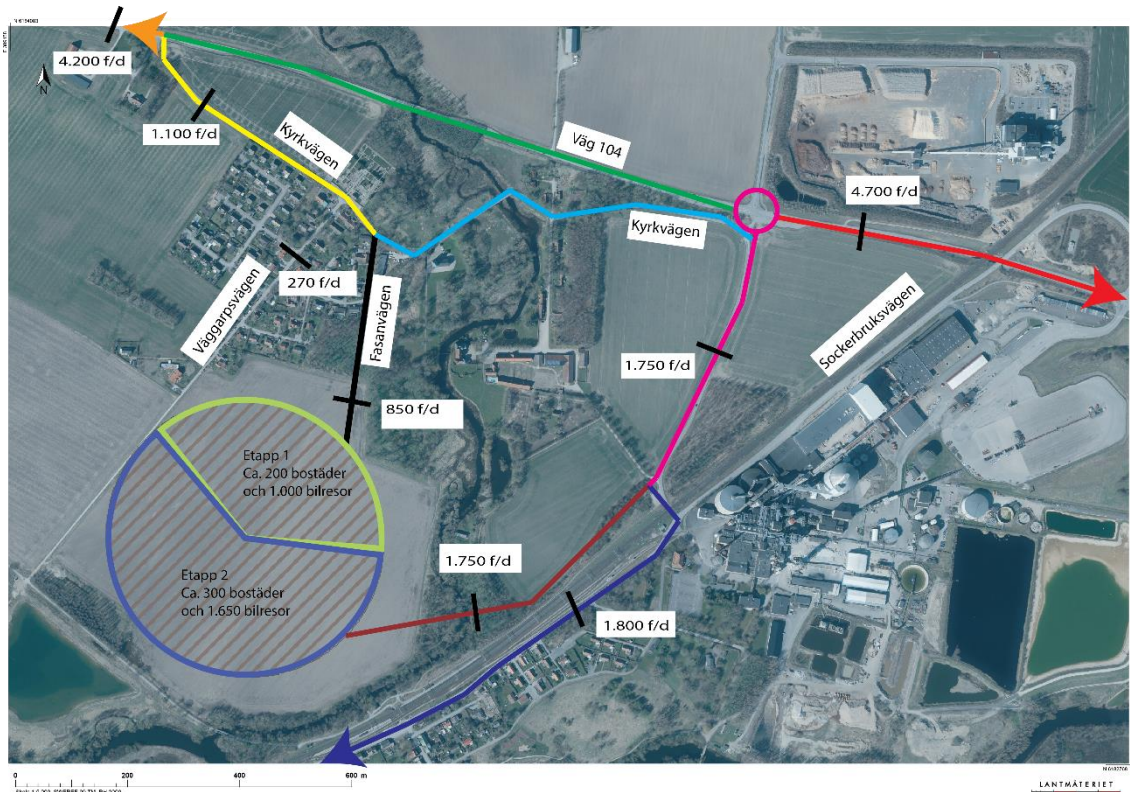 N 6154083
4.200 f/d
N
1.100 f/d
Kyrkvägen
Väg 104
4.700 f/d
Kyrkvägen
270 f/d
Väggarpsvägen
Fasanvägen
Sockerbruksvägen
1.750 f/d
850 f/d
Etapp 1
Ca. 200 bostäder
och 1.000 bilresor
1.750 f/d
Etapp 2
Ca. 300 bostäder
och 1.650 bilresor
1.800 f/d
0 200 400 600 m
LANTMÄTERIET